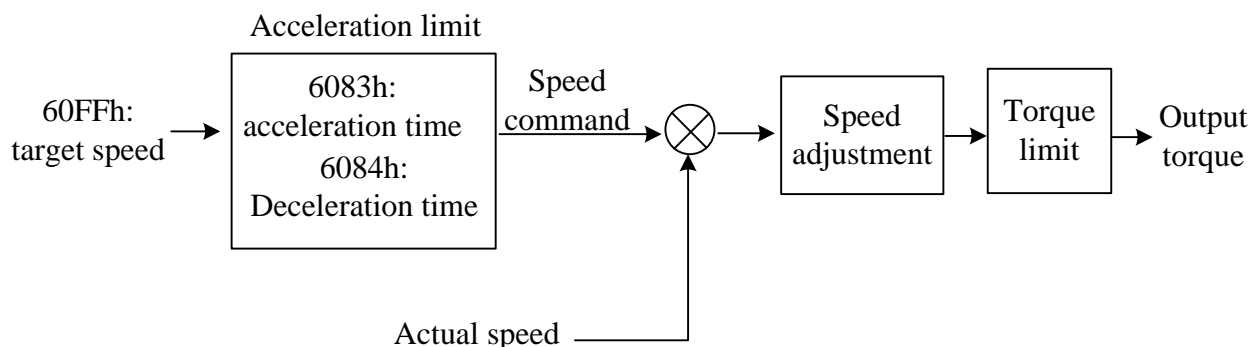 Acceleration limit
60FFh:
target speed
6083h:
acceleration time
6084h:
Deceleration time
Speed
command
Speed
adjustment
Torque
limit
Output
torque
Actual speed